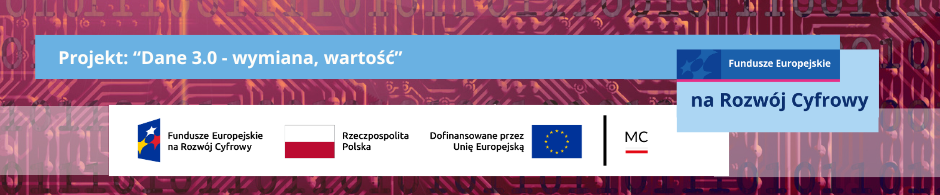 Projekt: “Dane 3.0 - wymiana, wartość”
Fundusze Europejskie
na Rozwój Cyfrowy
Fundusze Europejskie
na Rozwój Cyfrowy
Rzeczpospolita
Polska
Dofinansowane przez
Unię Europejską
MC